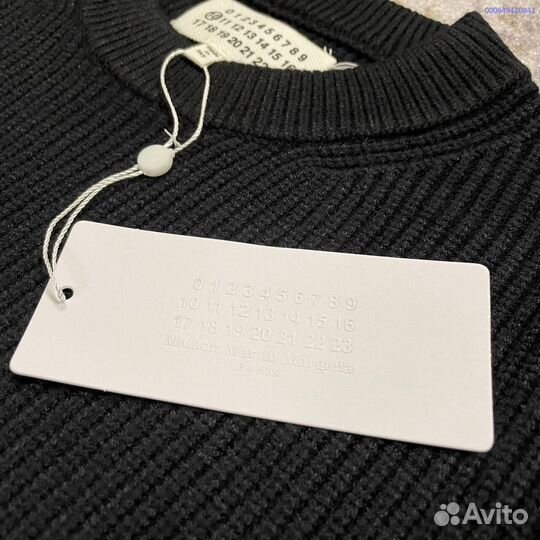 000649420841
0 1 2 3 4 5 6 7 8 9
10 11 12 13 14 15 16
17 18 19 20 21 22
0 1 2 3 4 5 6 7 8 9
10 11 12 13 14 15 16
17 18 19 20 21 22 23
Maison Martin Margiela
PARIS
Avito